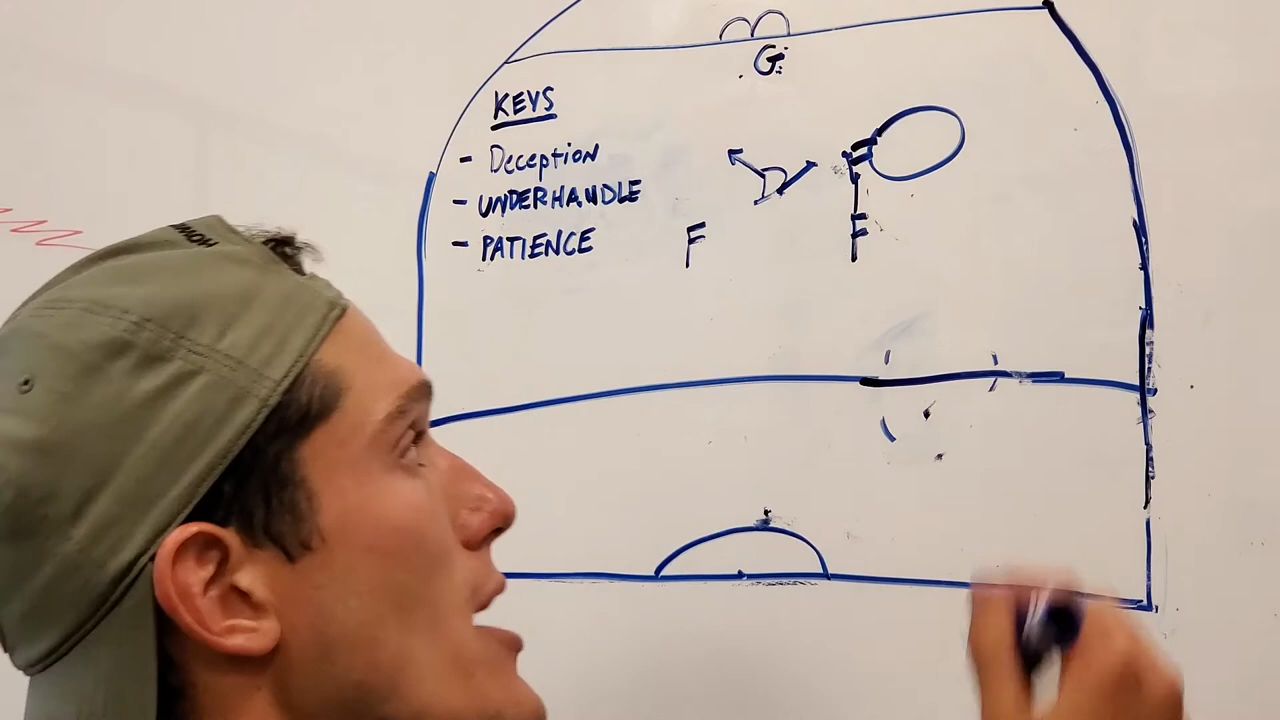 G
KEYS
- Deception
- UNDERHANDLE
- PATIENCE
D
F
F